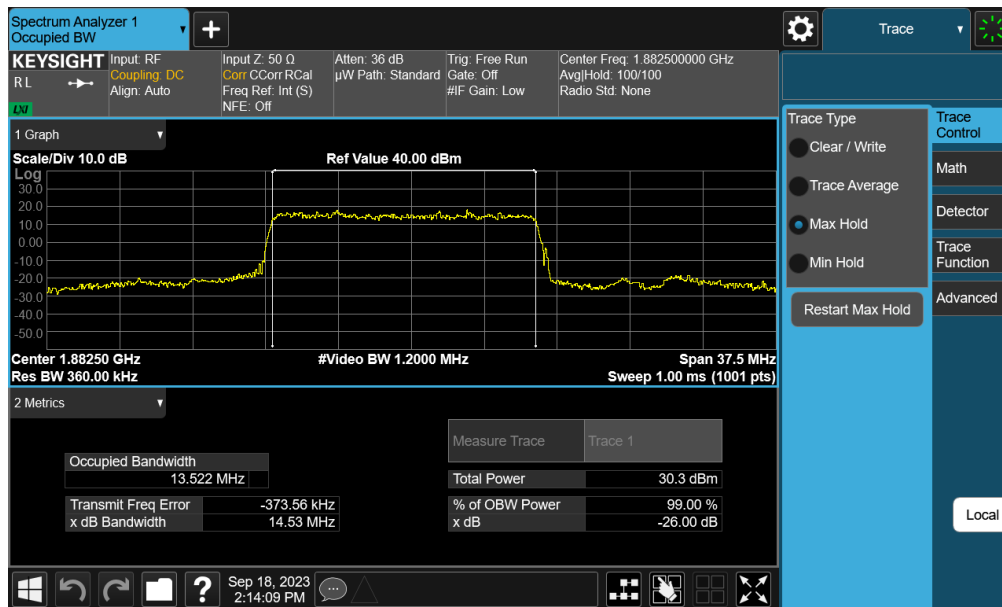 Spectrum Analyzer 1
Occupied BW
Trace
KEYSIGHT
R L
LXI
Input: RF
Coupling: DC
Align: Auto
Input Z: 50 Ω
Corr CCorr RCal
Freq Ref: Int (S)
NFE: Off
Atten: 36 dB
µW Path: Standard
Trig: Free Run
Gate: Off
#IF Gain: Low
Center Freq: 1.882500000 GHz
Avg|Hold: 100/100
Radio Std: None
1 Graph
Scale/Div 10.0 dB
Ref Value 40.00 dBm
Log
30.0
20.0
10.0
0.00
-10.0
-20.0
-30.0
-40.0
-50.0
Center 1.88250 GHz
#Video BW 1.2000 MHz
Span 37.5 MHz
Res BW 360.00 kHz
Sweep 1.00 ms (1001 pts)
2 Metrics
Measure Trace
Trace 1
Occupied Bandwidth
13.522 MHz
Total Power
30.3 dBm
Transmit Freq Error
-373.56 kHz
% of OBW Power
99.00 %
x dB Bandwidth
14.53 MHz
x dB
-26.00 dB
Trace Type
Clear / Write
Trace Average
Max Hold
Min Hold
Restart Max Hold
Trace
Control
Math
Detector
Trace
Function
Advanced
Local
?
Sep 18, 2023
2:14:09 PM